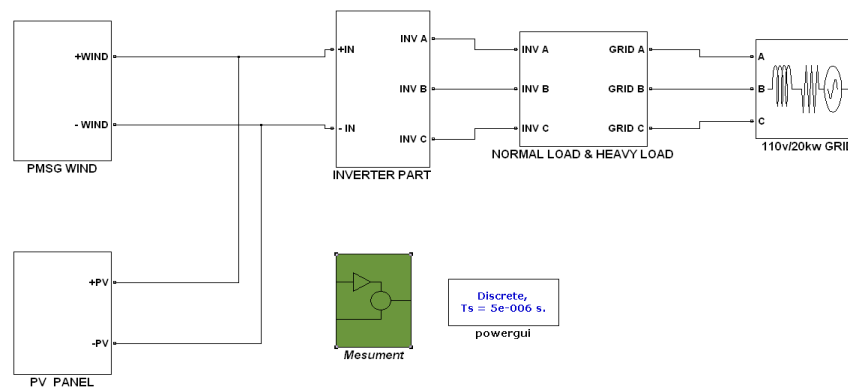 +WIND
- WIND
PMSG WIND
+IN
- IN
INV A
INV B
INV C
INVERTER PART
INV A
INV B
INV C
GRID A
GRID B
GRID C
NORMAL LOAD & HEAVY LOAD
A
B
C
110v/20kw GRID
+PV
-PV
PV PANEL
Mesument
Discrete,
Ts = 5e-006 s.
powergui